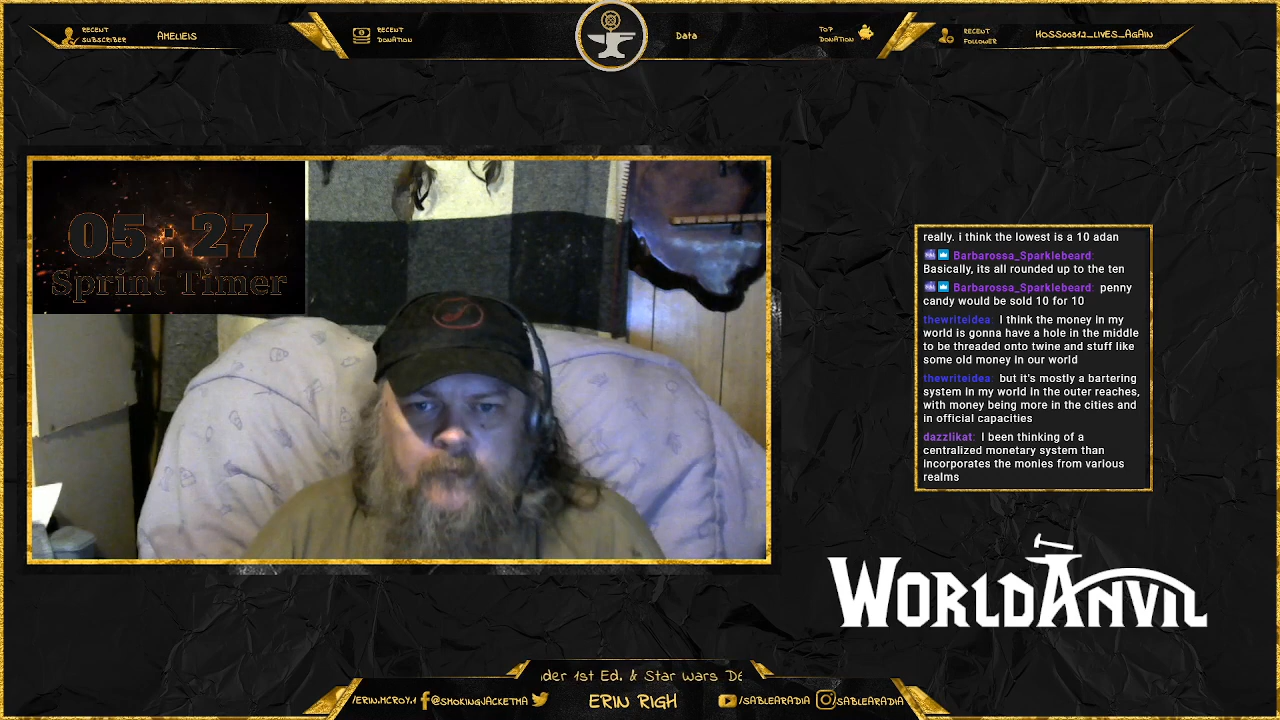 RECENT
SUBSCRIBER
AMELIEIS
RECENT
DONATION
Data
TOP
DONATION
RECENT
FOLLOWER
HOSS00312_LIVES_AGAIN
05:27
Sprint Timer
really. i think the lowest is a 10 adan
Barbarossa_Sparklebeard:
Basically, its all rounded up to the ten
Barbarossa_Sparklebeard: penny
candy would be sold 10 for 10
thewriteidea: I think the money in my
world is gonna have a hole in the middle
to be threaded onto twine and stuff like
some old money in our world
thewriteidea: but it's mostly a bartering
system in my world in the outer reaches,
with money being more in the cities and
in official capacities
dazzlikat: I been thinking of a
centralized monetary system than
incorporates the monies from various
realms
WORLDANVIL
der 1st Ed. & Star Wars
/ERIN.MCROY.1
@SMOKINGJACKETMA
ERIN RIGH
/SABLEARADIA
/SABLEARADIA